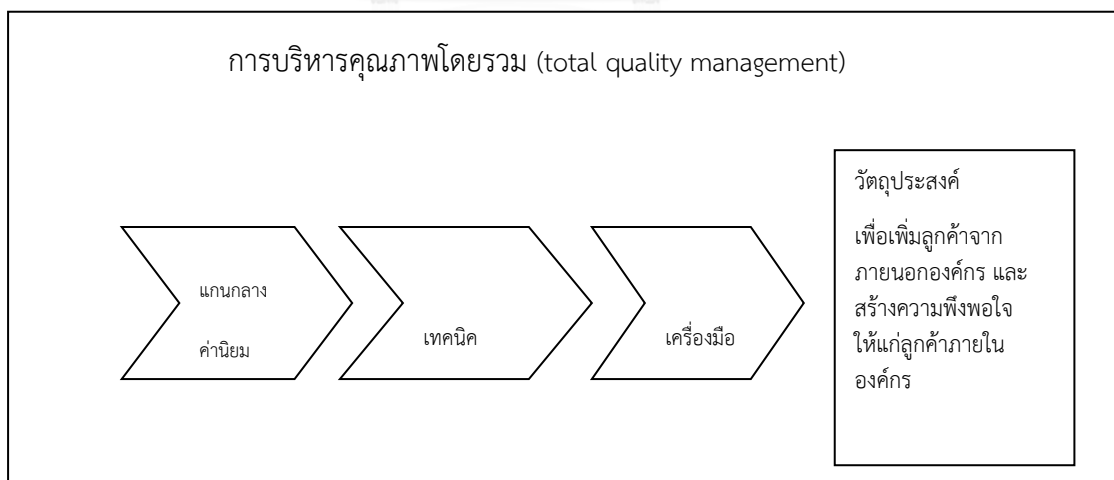 การบริหารคุณภาพโดยรวม (total quality management)
แกนกลาง
ค่านิยม
เทคนิค
เครื่องมือ
วัตถุประสงค์
เพื่อเพิ่มลูกค้าจาก
ภายนอกองค์กร และ
สร้างความพึงพอใจ
ให้แก่ลูกค้าภายใน
องค์กร